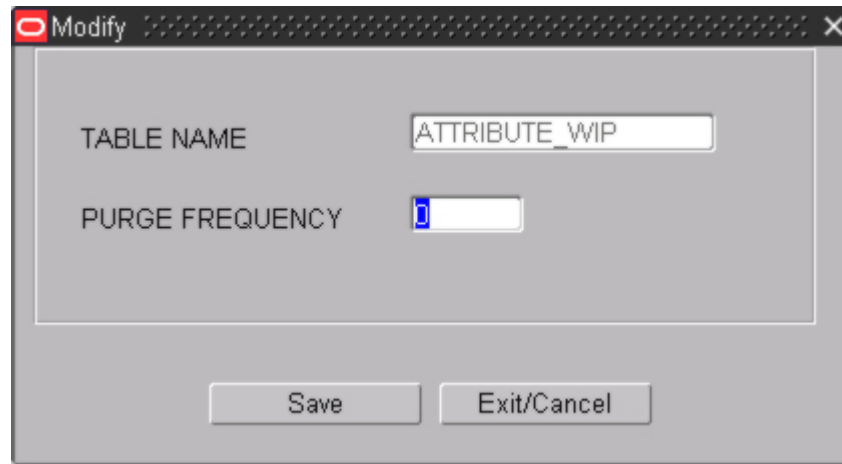 Modify
TABLE NAME ATTRIBUTE_WIP
PURGE FREQUENCY 0
Save Exit/Cancel